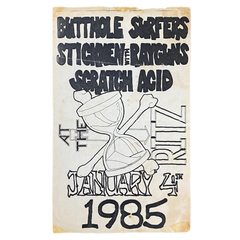 BUTTHOLE SURFERS
STICKMEN WITH RAYGUNS
SCRATCH ACID
AT
THE
RITZ
JANUARY 4TH
1985